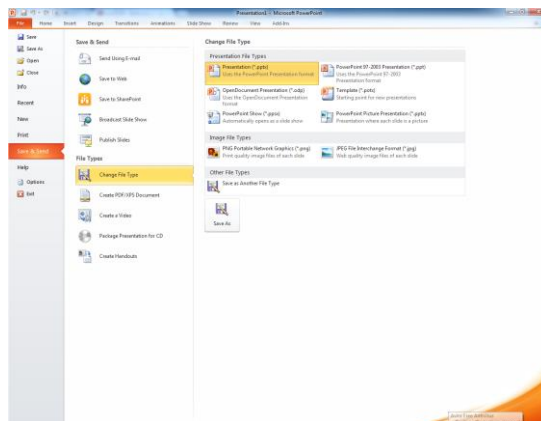 Presentation1 - Microsoft PowerPoint
File Home Insert Design Transitions Animations Slide Show Review View Add-Ins
Save
Save As
Open
Close
Info
Recent
New
Print
Save & Send
Help
Options
Exit
Save & Send
Send Using E-mail
Save to Web
Save to SharePoint
Broadcast Slide Show
Publish Slides
File Types
Change File Type
Create PDF/XPS Document
Create a Video
Package Presentation for CD
Create Handouts
Change File Type
Presentation File Types
Presentation (*.pptx)
Uses the PowerPoint Presentation format
PowerPoint 97-2003 Presentation (*.ppt)
Uses the PowerPoint 97-2003
Presentation format
OpenDocument Presentation (*.odp)
Uses the OpenDocument Presentation
format
Template (*.potx)
Starting point for new presentations
PowerPoint Show (*.ppsx)
Automatically opens as a slide show
PowerPoint Picture Presentation (*.pptx)
Presentation where each slide is a picture
Image File Types
PNG Portable Network Graphics (*.png)
Print quality image files of each slide
JPEG File Interchange Format (*.jpg)
Web quality image files of each slide
Other File Types
Save as Another File Type
Save As